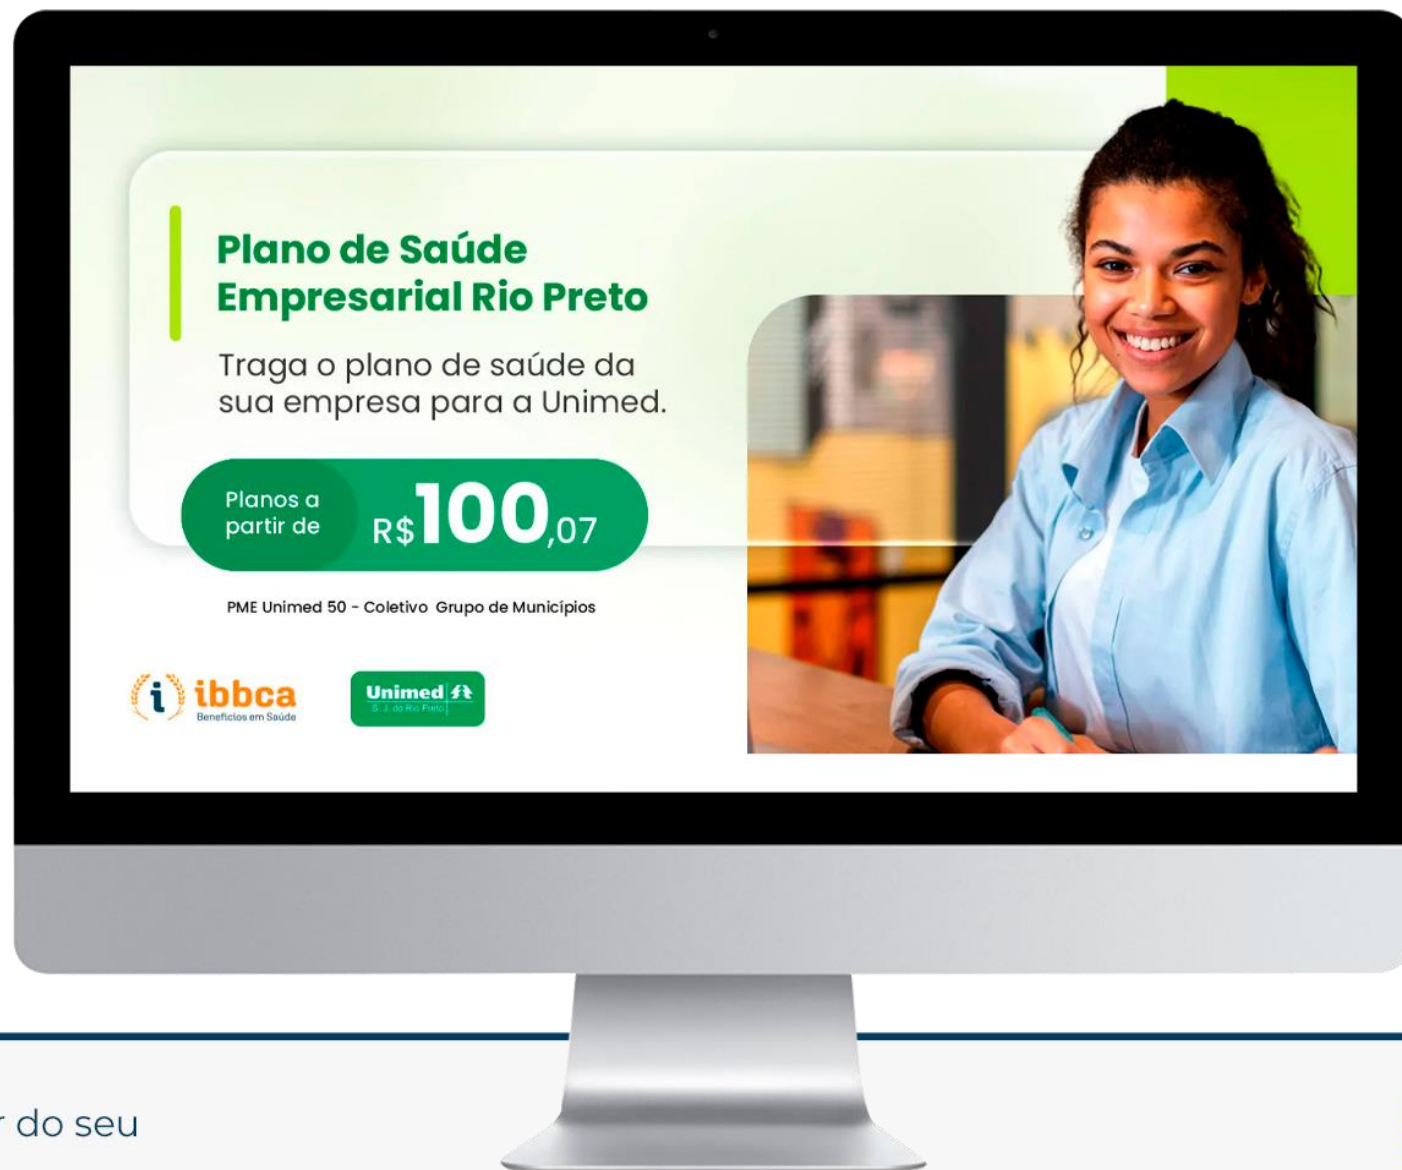 Plano de Saúde
Empresarial Rio Preto
Traga o plano de saúde da
sua empresa para a Unimed.
Planos a
partir de
R$100,07
PME Unimed 50 - Coletivo Grupo de Municípios
i ibbca
Benefícios em Saúde
Unimed
S. J. do Rio Preto
do seu